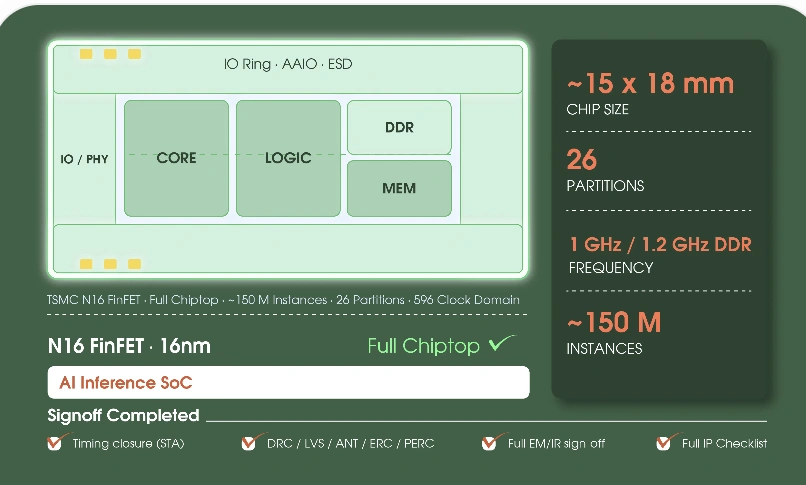 IO Ring · AAIO · ESD
IO / PHY
CORE
LOGIC
DDR
MEM
TSMC N16 FinFET · Full Chiptop · ~150 M Instances · 26 Partitions · 596 Clock Domain
N16 FinFET · 16nm
Full Chiptop
AI Inference SoC
Signoff Completed
Timing closure (STA)
DRC / LVS / ANT / ERC / PERC
Full EM/IR sign off
Full IP Checklist
~15 x 18 mm
CHIP SIZE
26
PARTITIONS
1 GHz / 1.2 GHz DDR
FREQUENCY
~150 M
INSTANCES